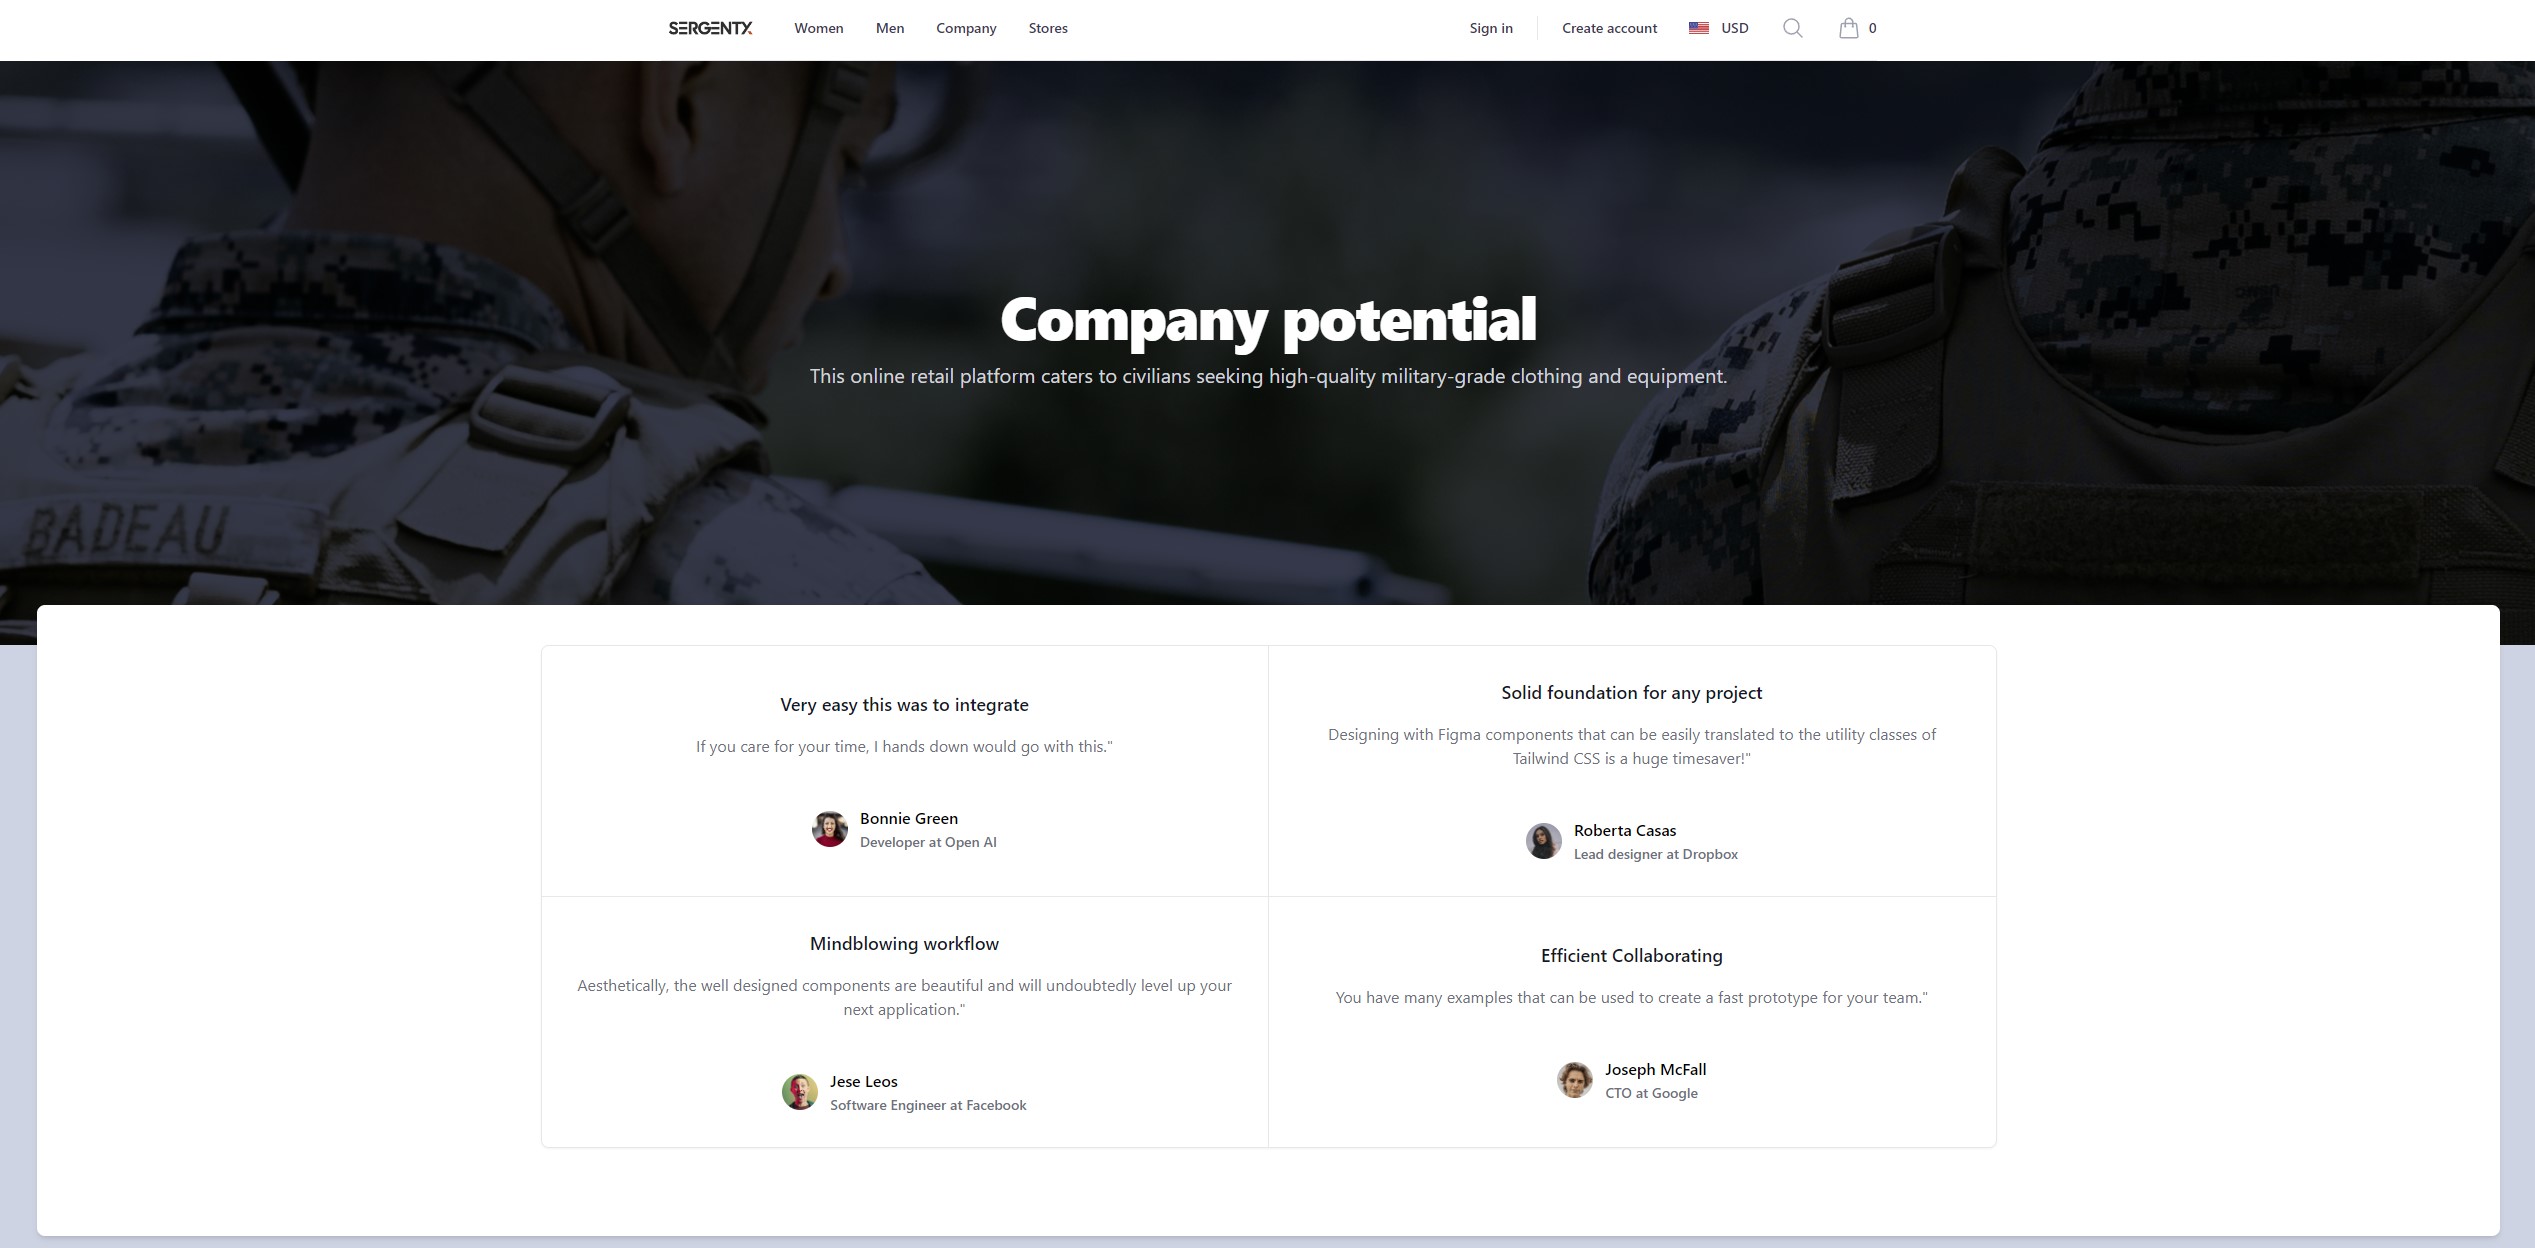 SERGENTX
Women
Men
Company
Stores
Sign in
Create account
USD
0
Company potential
This online retail platform caters to civilians seeking high-quality military-grade clothing and equipment.
BADEAU
Very easy this was to integrate
If you care for your time, I hands down would go with this."
Bonnie Green
Developer at Open AI
Solid foundation for any project
Designing with Figma components that can be easily translated to the utility classes of
Tailwind CSS is a huge timesaver!"
Roberta Casas
Lead designer at Dropbox
Mindblowing workflow
Aesthetically, the well designed components are beautiful and will undoubtedly level up your
next application."
Jese Leos
Software Engineer at Facebook
Efficient Collaborating
You have many examples that can be used to create a fast prototype for your team."
Joseph McFall
CTO at Google